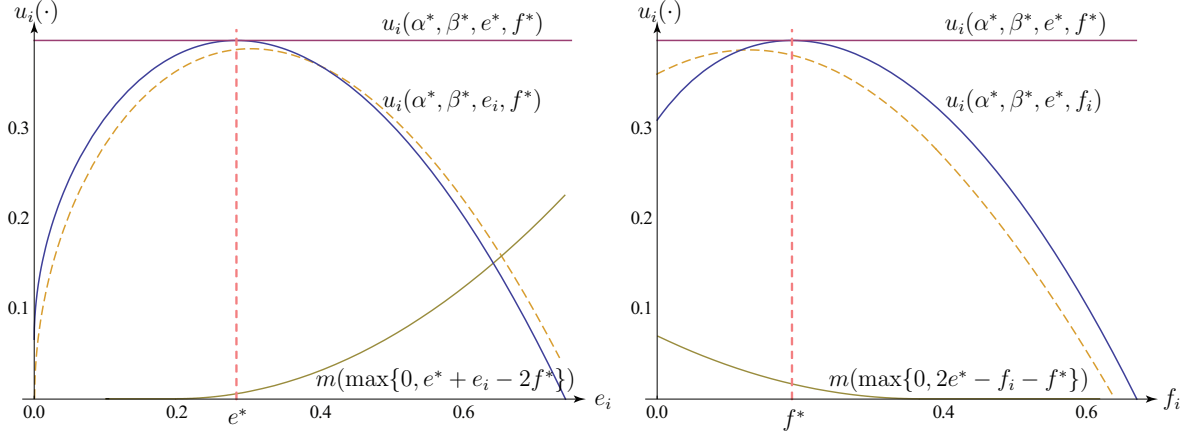 u_i(·)
u_i(α*, β*, e*, f*)
u_i(α*, β*, e_i, f*)
0.3
0.2
0.1
m(max{0, e* + e_i − 2f*})
0.0 e* 0.2 0.4 0.6 e_i
u_i(·)
u_i(α*, β*, e*, f*)
u_i(α*, β*, e*, f_i)
0.3
0.2
0.1
m(max{0, 2e* − f_i − f*})
0.0 f* 0.4 0.6 f_i